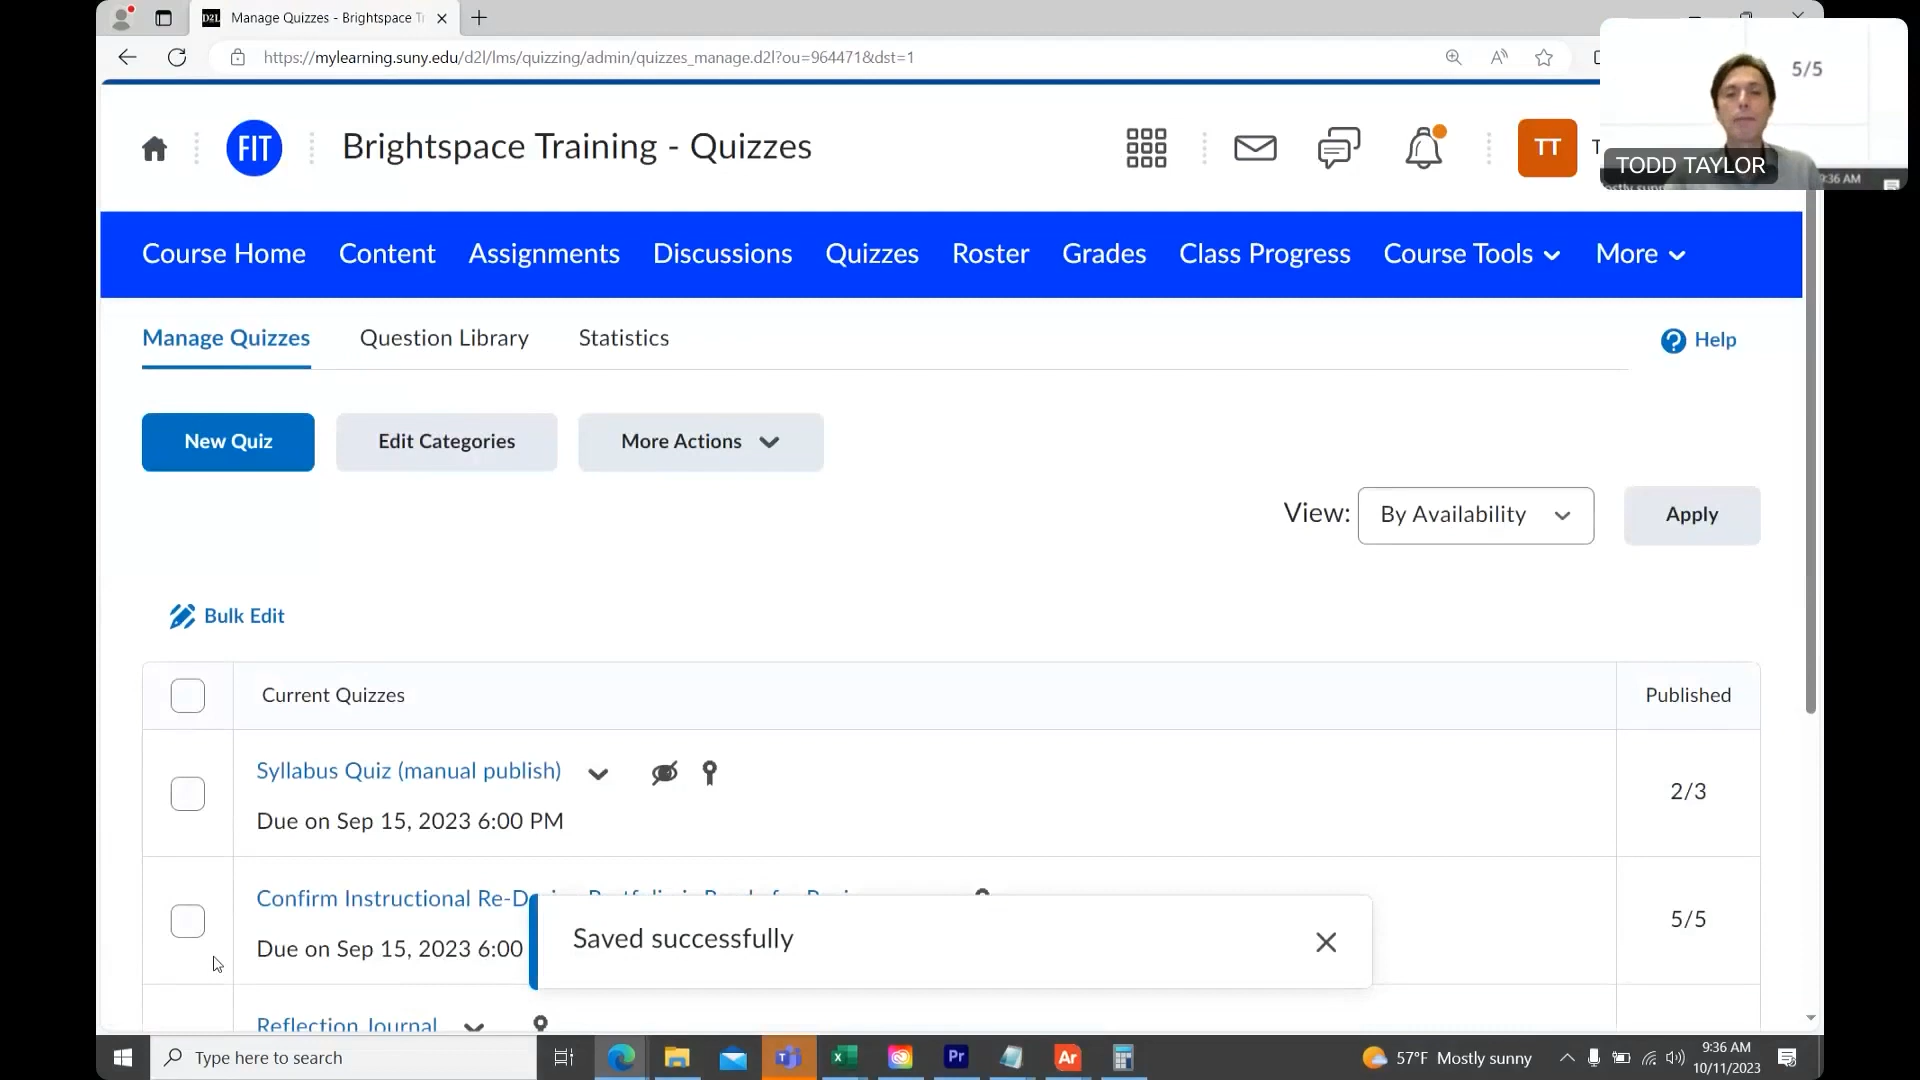 D2L Manage Quizzes - Brightspace Tr
https://mylearning.suny.edu/d2l/lms/quizzing/admin/quizzes_manage.d2l?ou=964471&dst=1
5/5
TODD TAYLOR
9:36 AM
FIT
Brightspace Training - Quizzes
TT
T
Course Home Content Assignments Discussions Quizzes Roster Grades Class Progress Course Tools More
Manage Quizzes Question Library Statistics
Help
New Quiz Edit Categories More Actions
View: By Availability Apply
Bulk Edit
Current Quizzes Published
Syllabus Quiz (manual publish)
2/3
Due on Sep 15, 2023 6:00 PM
Confirm Instructional Re-D
5/5
Due on Sep 15, 2023 6:00
Saved successfully
Reflection Journal
Type here to search
Pr
Ar
57°F Mostly sunny
9:36 AM
10/11/2023